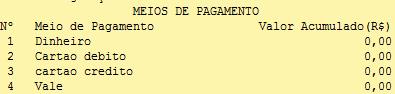 MEIOS DE PAGAMENTO
Nº Meio de Pagamento Valor Acumulado(R$)
1 Dinheiro 0,00
2 Cartao debito 0,00
3 cartao credito 0,00
4 Vale 0,00